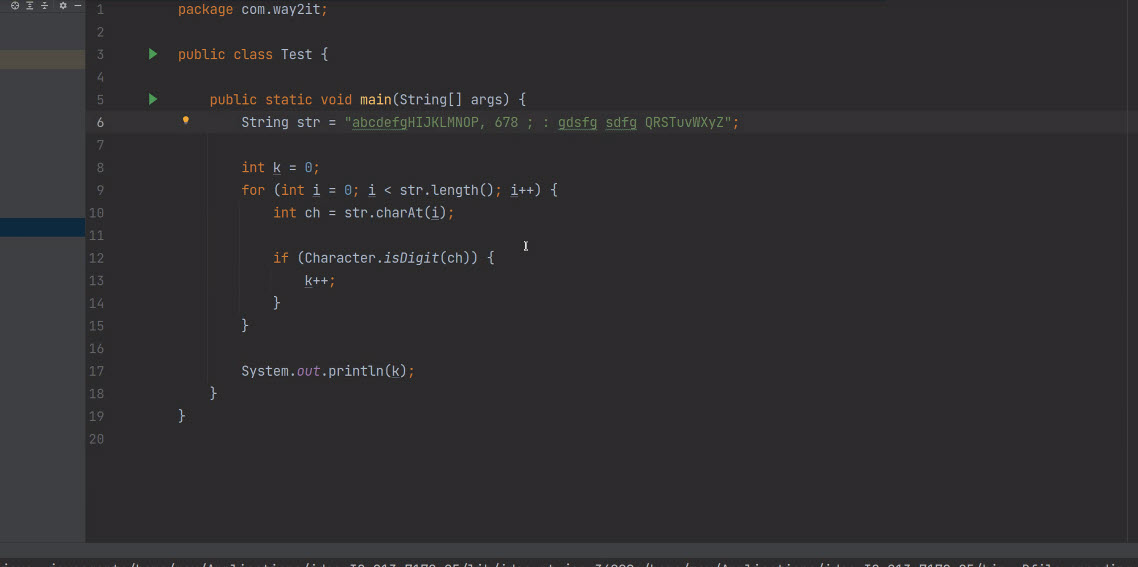 1 package com.way2it;
2
3 public class Test {
4
5 public static void main(String[] args) {
6 String str = "abcdefgHIJKLMNOP, 678 ; : gdsfg sdfg QRSTuvWXyZ";
7
8 int k = 0;
9 for (int i = 0; i < str.length(); i++) {
10 int ch = str.charAt(i);
11
12 if (Character.isDigit(ch)) {
13 k++;
14 }
15 }
16
17 System.out.println(k);
18 }
19 }
20